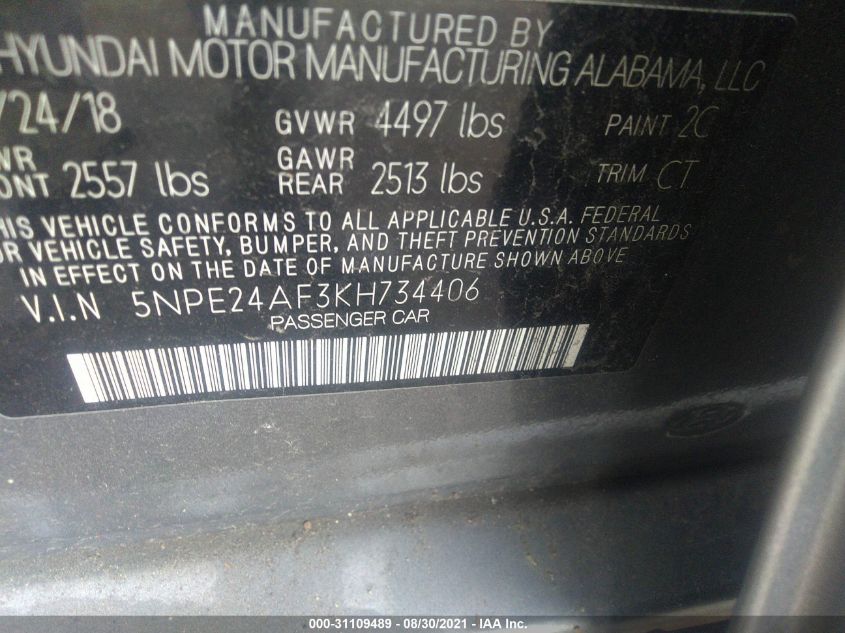 MANUFACTURED BY
HYUNDAI MOTOR MANUFACTURING ALABAMA, LLC
/24/18 GVWR 4497 lbs PAINT 2C
WR GAWR
ONT 2557 lbs REAR 2513 lbs TRIM CT
HIS VEHICLE CONFORMS TO ALL APPLICABLE U.S.A. FEDERAL
OR VEHICLE SAFETY, BUMPER, AND THEFT PREVENTION STANDARDS
IN EFFECT ON THE DATE OF MANUFACTURE SHOWN ABOVE
V.I.N 5NPE24AF3KH734406
PASSENGER CAR
000-31109489 - 08/30/2021 - IAA Inc.